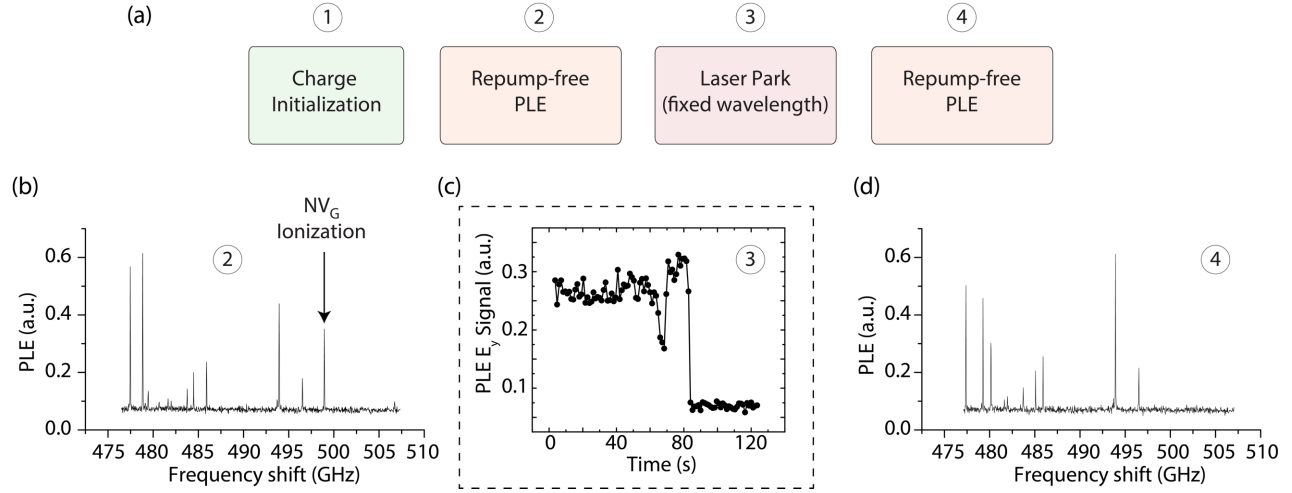 (a)
1
2
3
4
Charge
Initialization
Repump-free
PLE
Laser Park
(fixed wavelength)
Repump-free
PLE
(b)
NV_G
Ionization
2
PLE (a.u.)
0.6
0.4
0.2
0.0
475 480 485 490 495 500 505 510
Frequency shift (GHz)
(c)
3
PLE E_y Signal (a.u.)
0.3
0.2
0.1
0 40 80 120
Time (s)
(d)
4
PLE (a.u.)
0.6
0.4
0.2
0.0
475 480 485 490 495 500 505 510
Frequency shift (GHz)